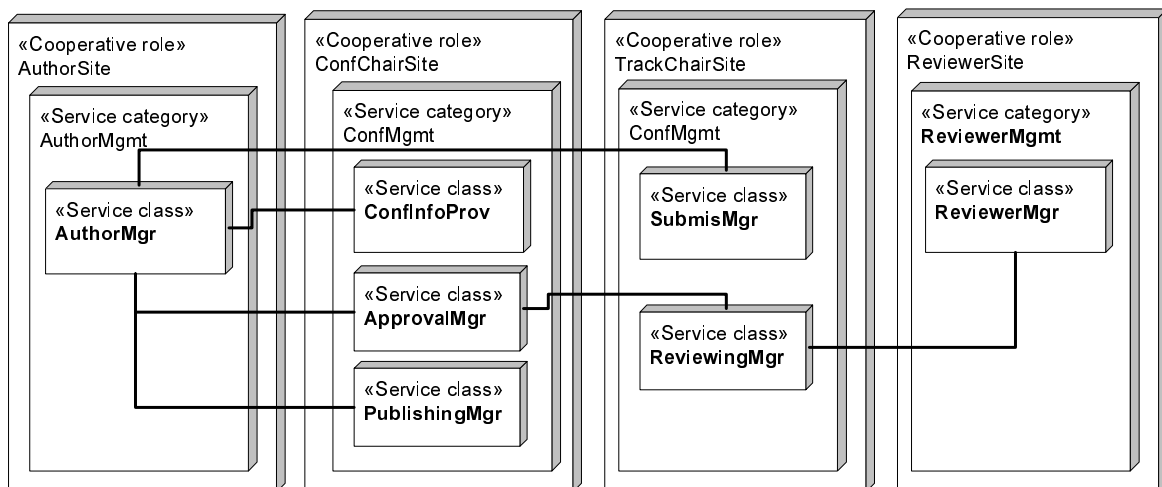 «Cooperative role»
AuthorSite
«Service category»
AuthorMgmt
«Service class»
AuthorMgr
«Cooperative role»
ConfChairSite
«Service category»
ConfMgmt
«Service class»
ConfInfoProv
«Service class»
ApprovalMgr
«Service class»
PublishingMgr
«Cooperative role»
TrackChairSite
«Service category»
ConfMgmt
«Service class»
SubmisMgr
«Service class»
ReviewingMgr
«Cooperative role»
ReviewerSite
«Service category»
ReviewerMgmt
«Service class»
ReviewerMgr